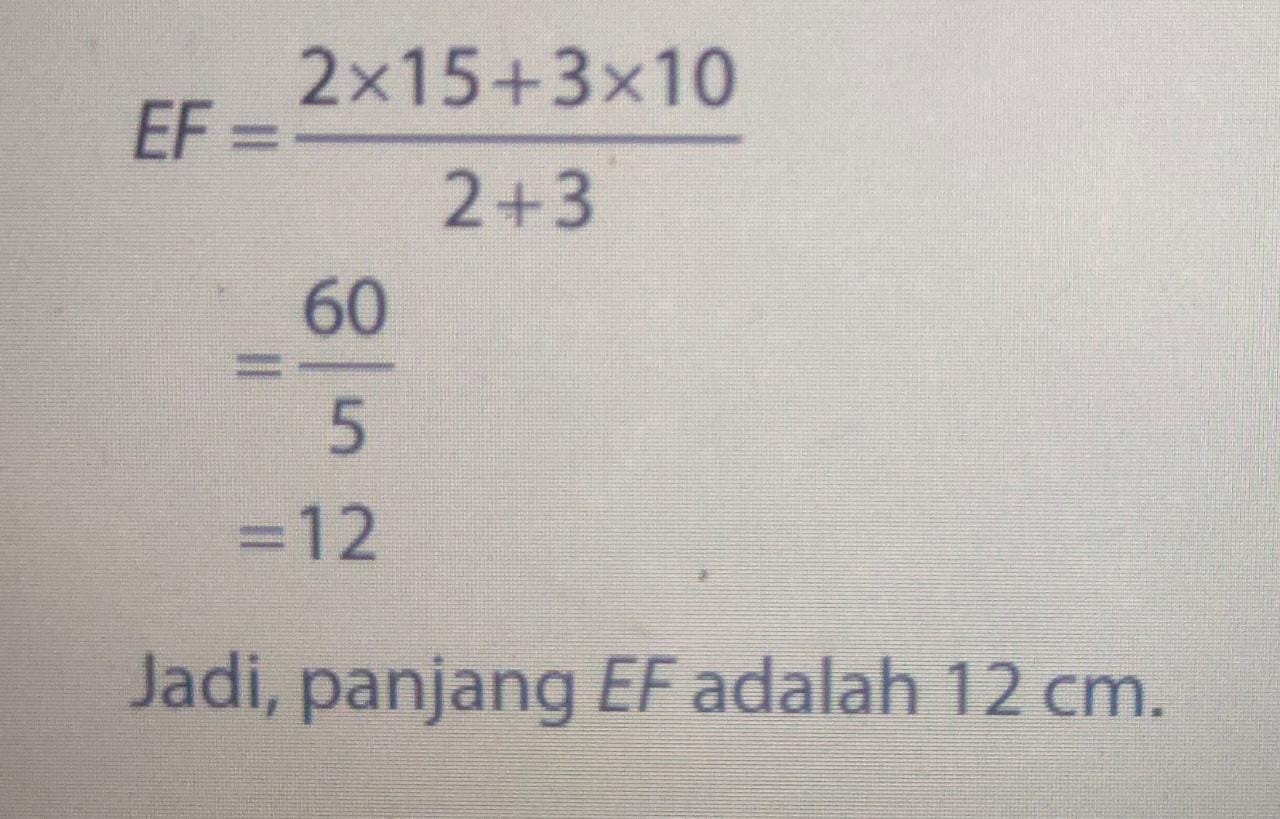 EF = 2×15+3×10
2+3
= 60
5
=12
Jadi, panjang EF adalah 12 cm.